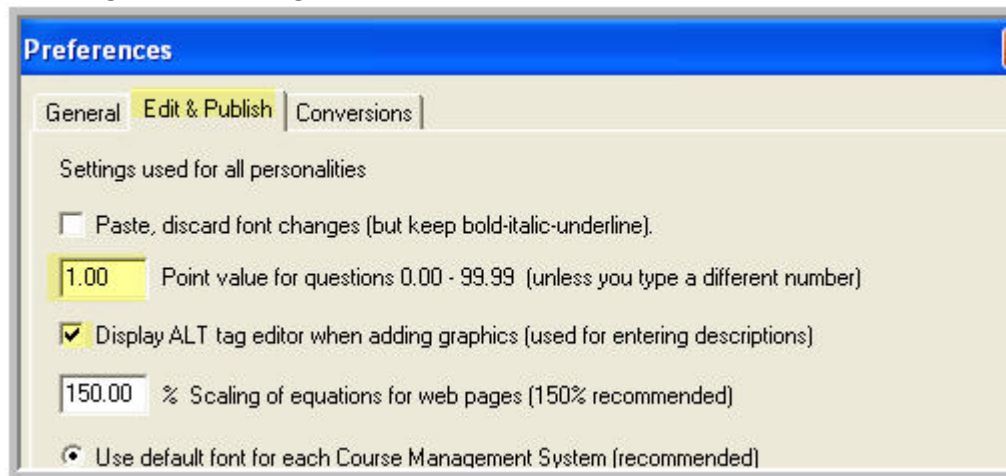 Preferences
General Edit & Publish Conversions
Settings used for all personalities
Paste, discard font changes (but keep bold-italic-underline).
1.00 Point value for questions 0.00 - 99.99 (unless you type a different number)
Display ALT tag editor when adding graphics (used for entering descriptions)
150.00 % Scaling of equations for web pages (150% recommended)
Use default font for each Course Management System (recommended)